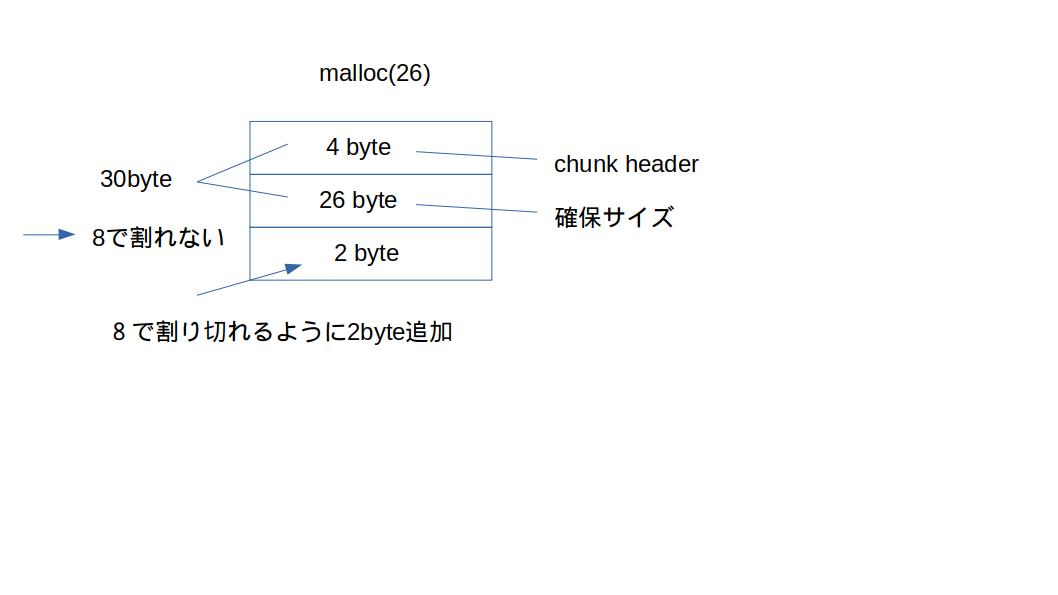 malloc(26)
4 byte
chunk header
30byte
26 byte
確保サイズ
8で割れない
2 byte
8 で割り切れるように2byte追加